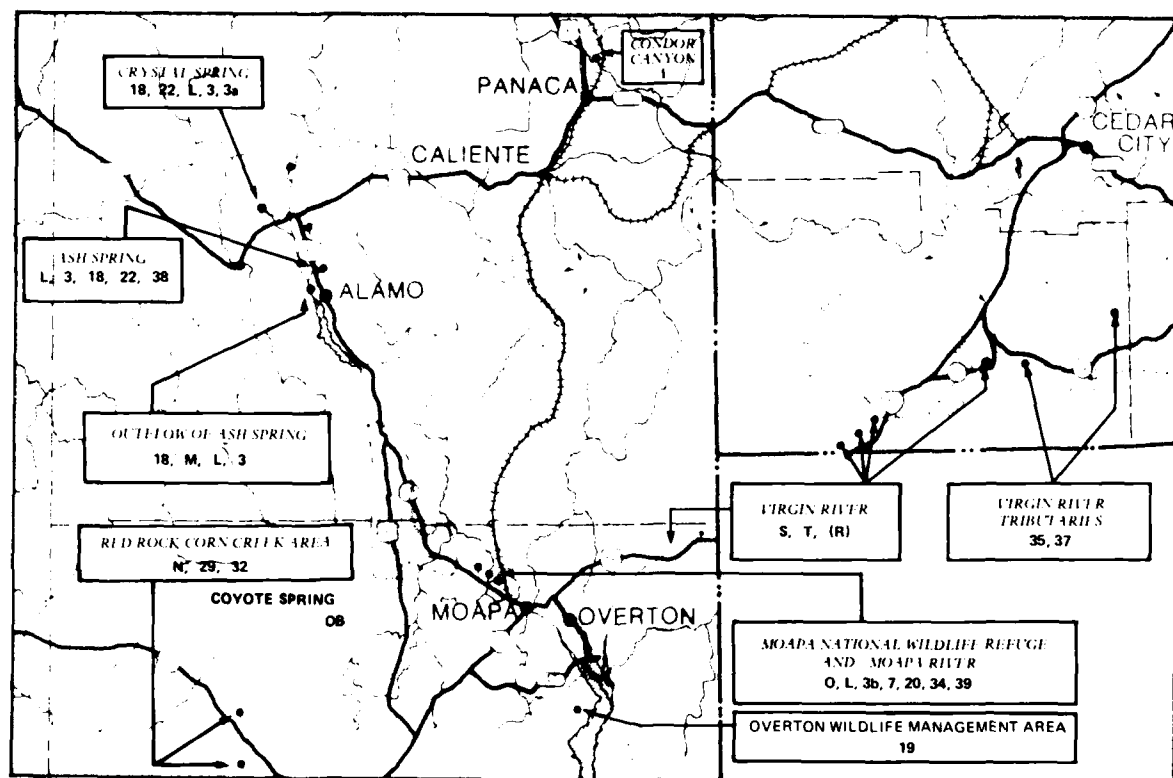 CONDOR
CANYON
1
CRYSTAL SPRING
18, 22, L, 3, 3a
PANACA
CEDAR
CITY
CALIENTE
ASH SPRING
L, 3, 18, 22, 38
ALAMO
OUTFLOW OF ASH SPRING
18, M, L, 3
VIRGIN RIVER
S, T, (R)
VIRGIN RIVER
TRIBUTARIES
35, 37
RED ROCK CORN CREEK AREA
N, 29, 32
COYOTE SPRING
OB
MOAPA
OVERTON
MOAPA NATIONAL WILDLIFE REFUGE
AND MOAPA RIVER
O, L, 3b, 7, 20, 34, 39
OVERTON WILDLIFE MANAGEMENT AREA
19